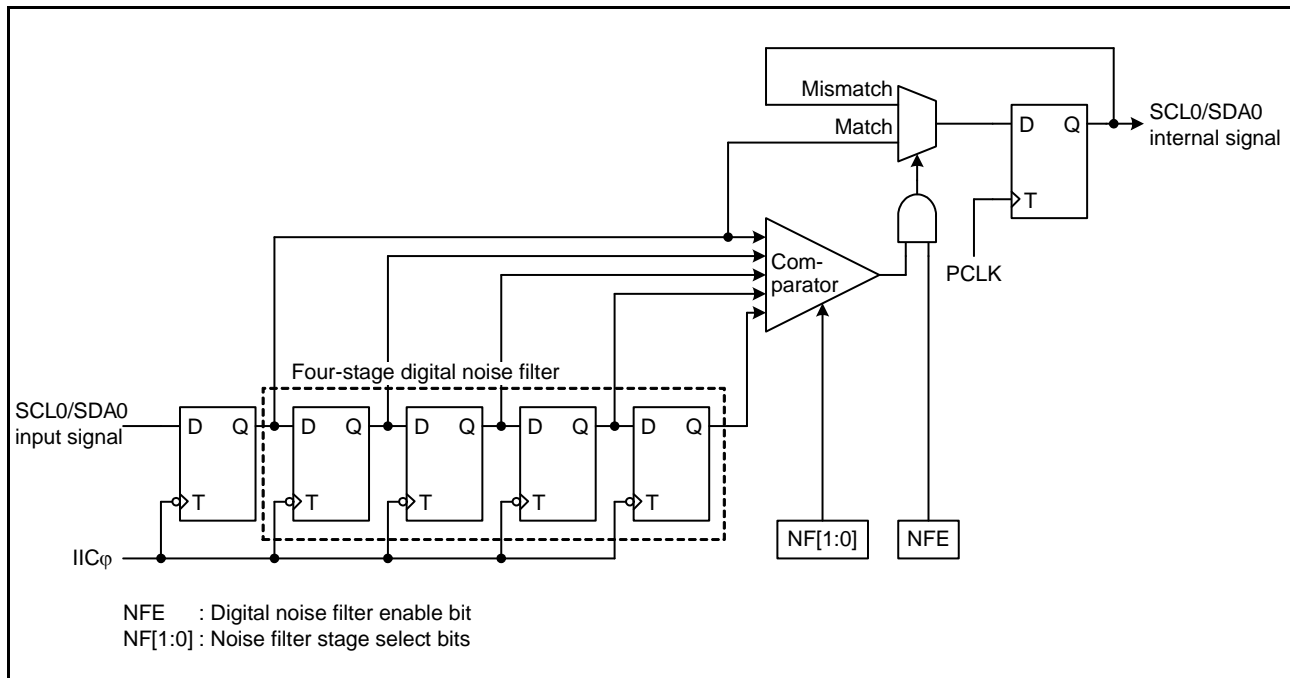 Mismatch
Match
D Q
T
SCL0/SDA0
internal signal
PCLK
Com-
parator
Four-stage digital noise filter
SCL0/SDA0
input signal
D Q D Q D Q D Q D Q
T T T T T
NF[1:0] NFE
IICφ
NFE : Digital noise filter enable bit
NF[1:0] : Noise filter stage select bits